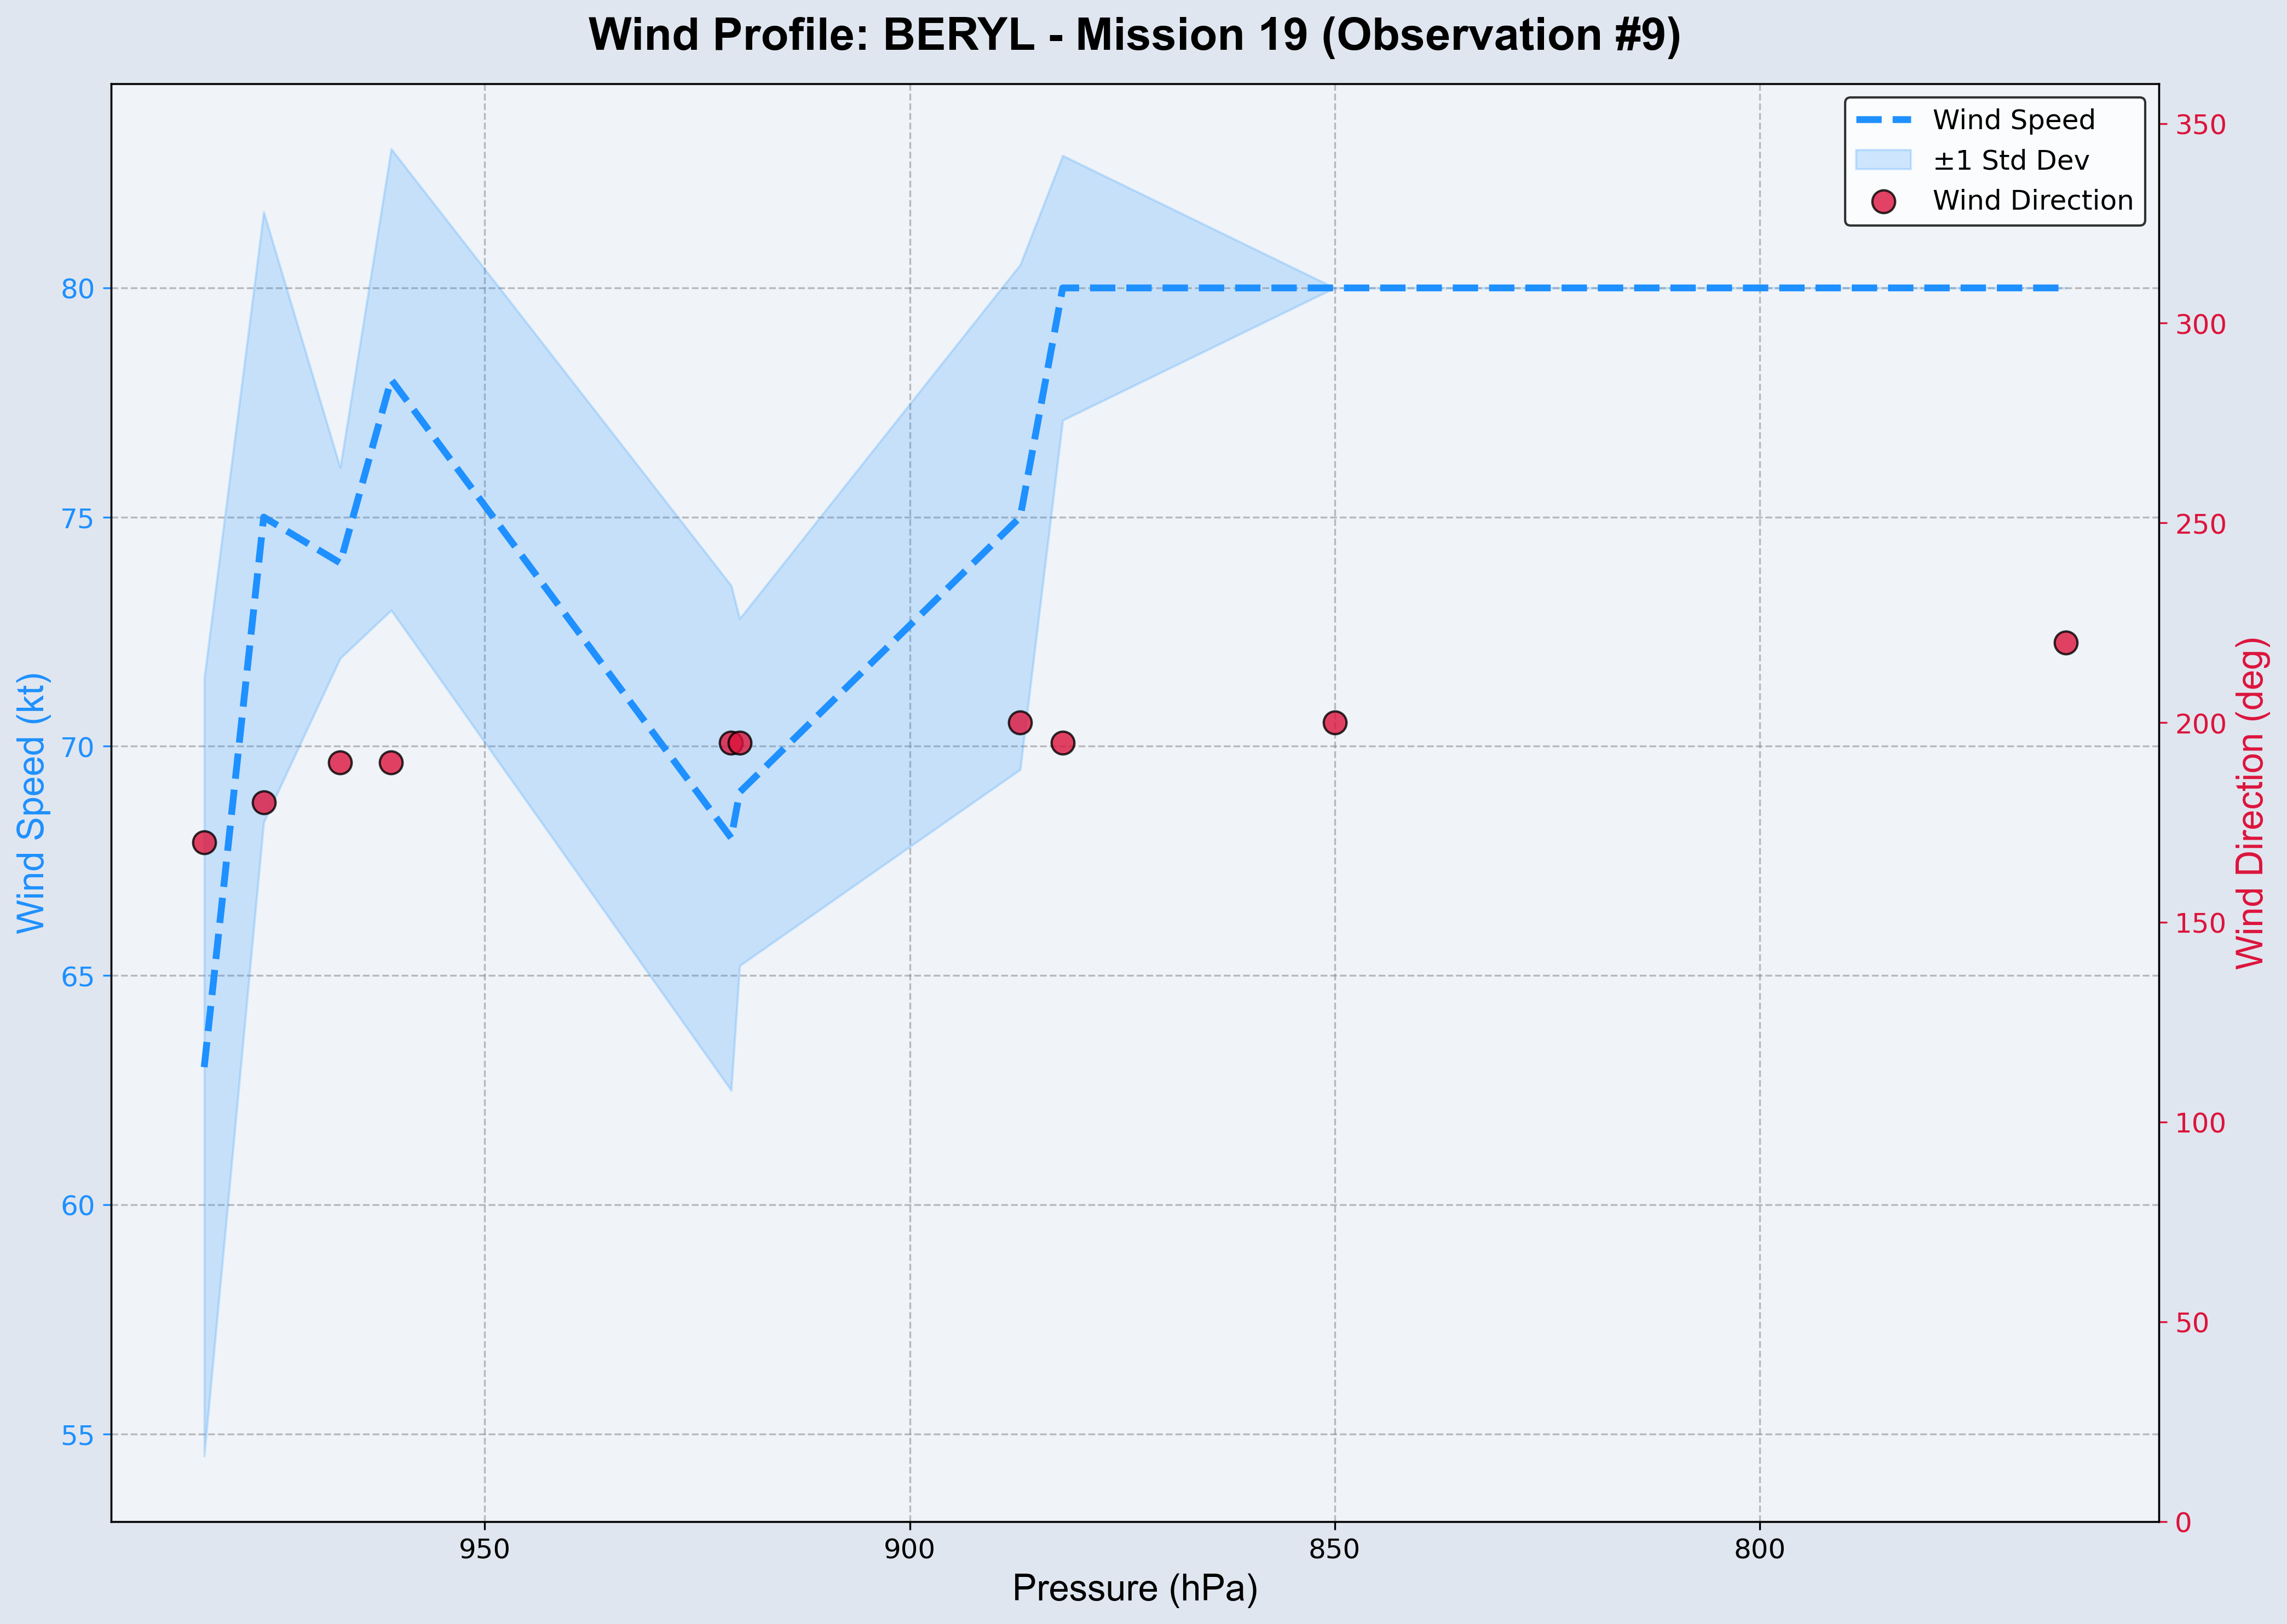 Wind Profile: BERYL - Mission 19 (Observation #9)
Wind Speed
±1 Std Dev
Wind Direction
Wind Speed (kt)
80
75
70
65
60
55
350
300
250
200
150
100
50
0
Wind Direction (deg)
950
900
850
800
Pressure (hPa)